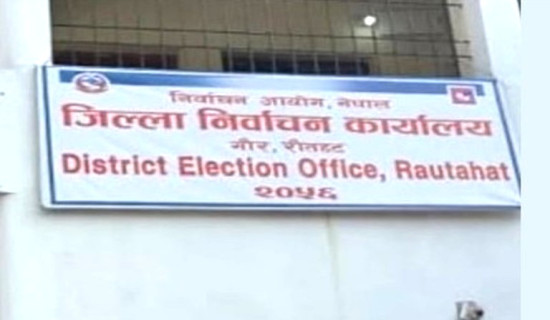 निर्वाचन आयोग, नेपाल
जिल्ला निर्वाचन कार्यालय
गौर, रौतहट
District Election Office, Rautahat
२०५६